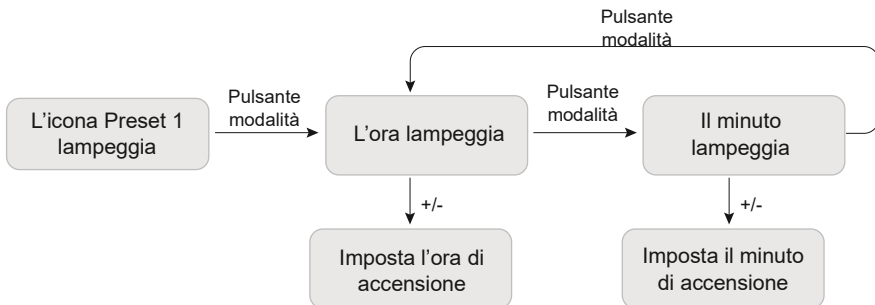 Pulsante
modalità
L'icona Preset 1
lampeggia
Pulsante
modalità
L'ora lampeggia
Pulsante
modalità
Il minuto
lampeggia
+/-
+/-
Imposta l'ora di
accensione
Imposta il minuto
di accensione